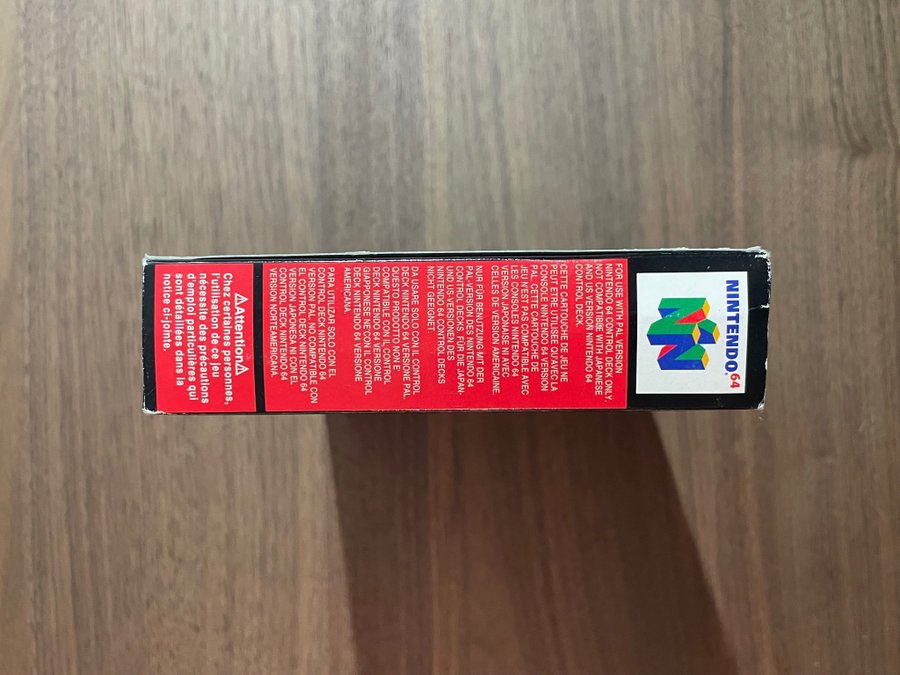 NINTENDO 64
FOR USE WITH PAL VERSION
NINTENDO 64 CONTROL DECK ONLY.
NOT COMPATIBLE WITH JAPANESE
AND US VERSION NINTENDO 64
CONTROL DECK.
CETTE CARTOUCHE DE JEU NE
PEUT ETRE UTILISEE QU'AVEC LA
CONSOLE NINTENDO 64 VERSION
PAL. CETTE CARTOUCHE DE
JEU N'EST PAS COMPATIBLE AVEC
LES CONSOLES NINTENDO 64
VERSION JAPONAISE NI AVEC
CELLES DE VERSION AMERICAINE.
NUR FÜR BENUTZUNG MIT DER
PAL-VERSION DES NINTENDO 64
CONTROL DECKS. FÜR DIE JAPAN-
UND US VERSIONEN DES
NINTENDO 64 CONTROL DECKS
NICHT GEEIGNET.
DA USARE SOLO CON IL CONTROL
DECK NINTENDO 64 VERSIONE PAL.
QUESTO PRODOTTO NON E'
COMPATIBILE CON IL CONTROL
DECK NINTENDO 64 VERSIONE
GIAPPONESE NE CON IL CONTROL
DECK NINTENDO 64 VERSIONE
AMERICANA.
PARA UTILIZAR SOLO CON EL
CONTROL DECK NINTENDO 64
VERSION PAL. NO COMPATIBLE CON
EL CONTROL DECK NINTENDO 64
VERSION JAPONESA NI CON EL
CONTROL DECK NINTENDO 64
VERSION NORTEAMERICANA.
⚠Attention⚠
Chez certaines personnes,
l'utilisation de ce jeu
nécessite des précautions
d'emploi particulières qui
sont détaillées dans la
notice ci-jointe.